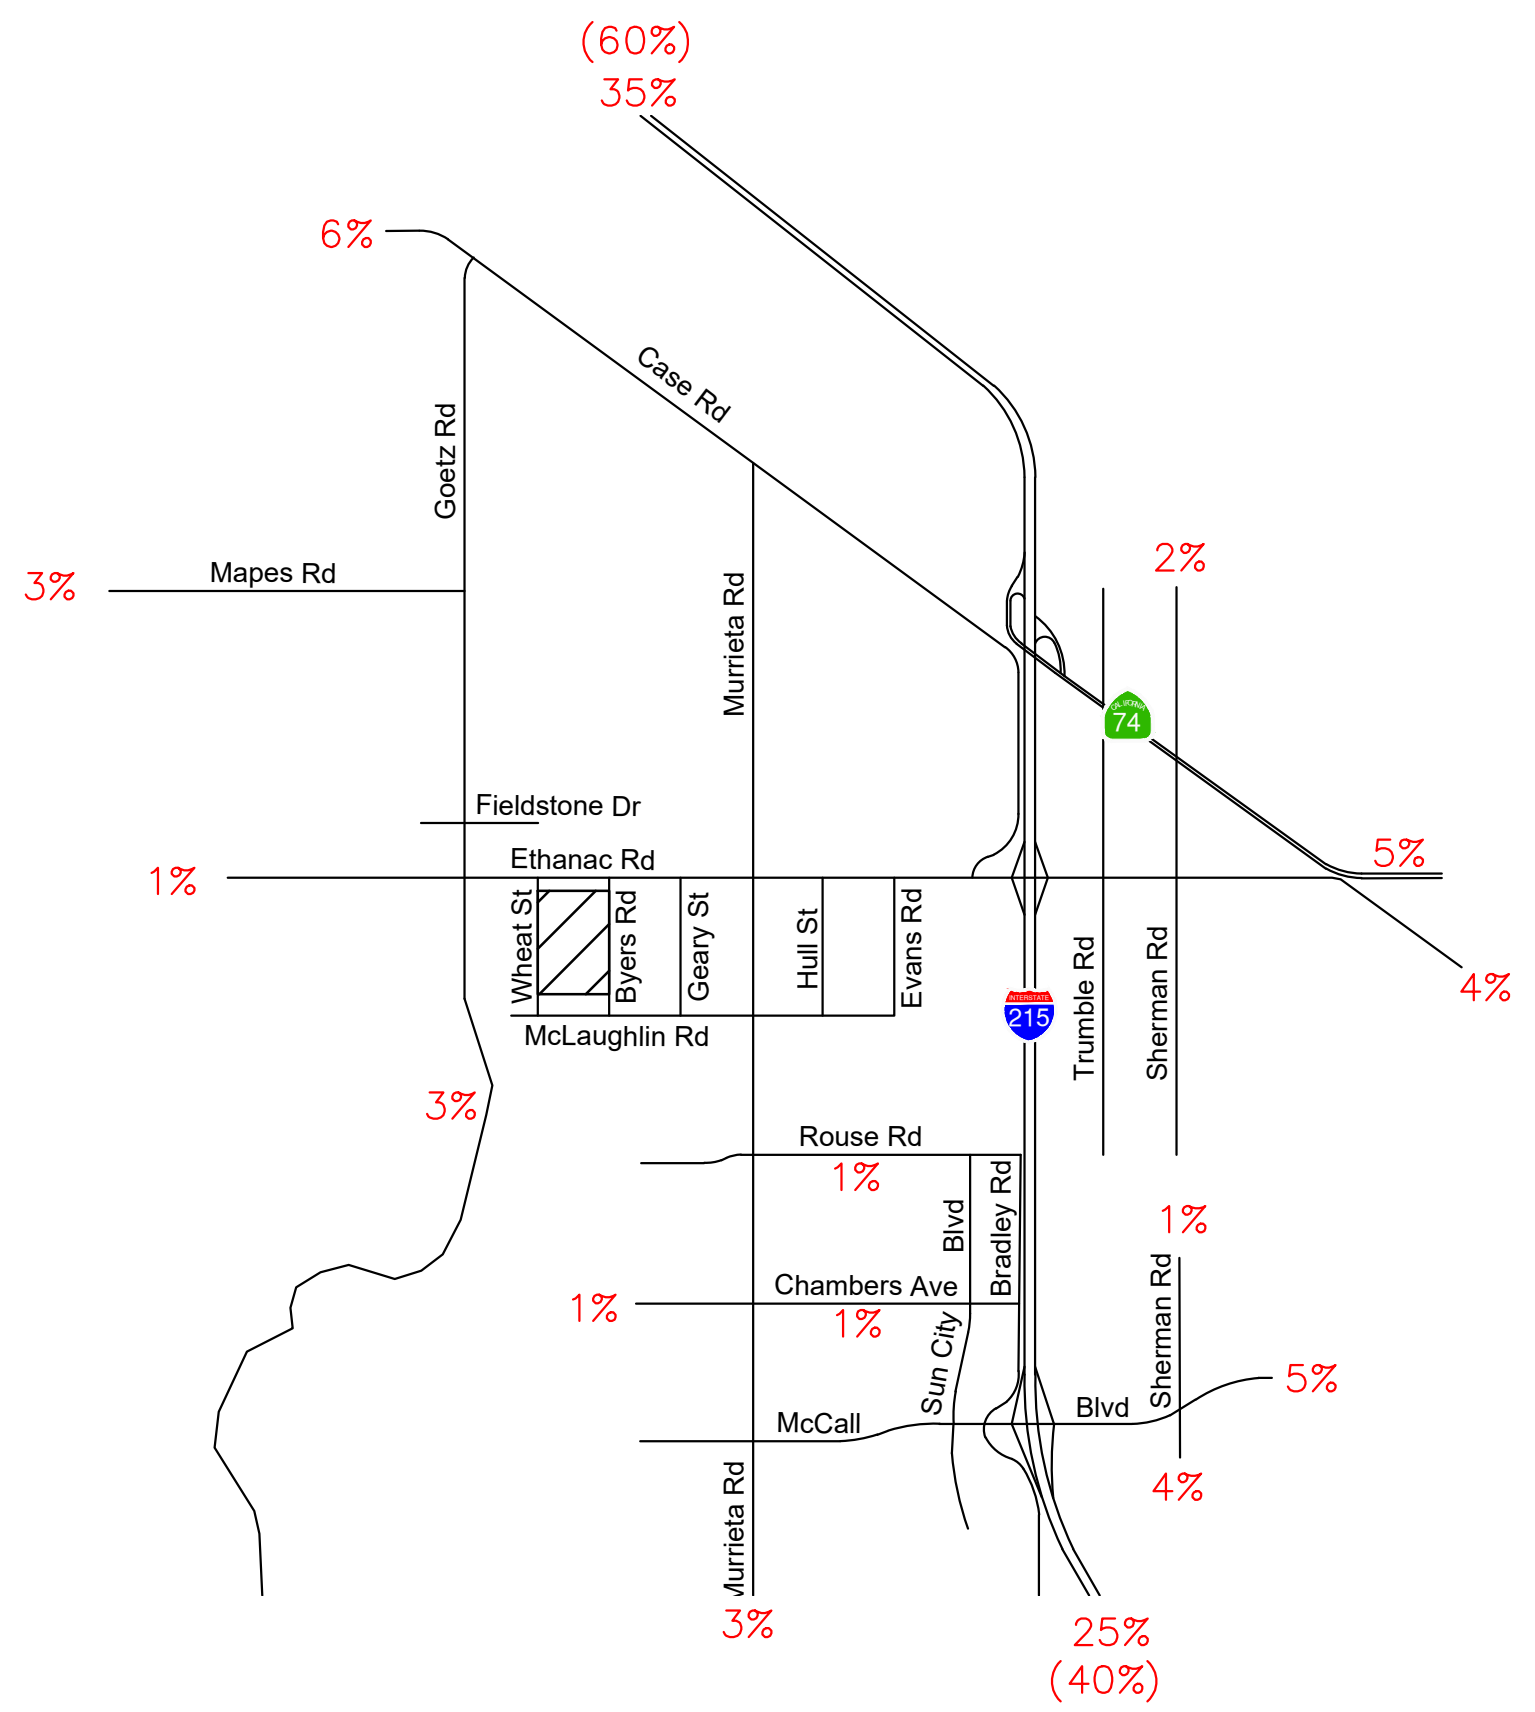 (60%)
35%
6%
Case Rd
Goetz Rd
2%
Mapes Rd
3%
Murrieta Rd
CALIFORNIA
74
Fieldstone Dr
Ethanac Rd
5%
1%
Wheat St
Byers Rd
Geary St
Hull St
Evans Rd
Trumble Rd
Sherman Rd
4%
INTERSTATE
215
McLaughlin Rd
3%
Rouse Rd
1%
Bradley Rd
Sun City Blvd
1%
Sherman Rd
Chambers Ave
1%
1%
5%
McCall Blvd
4%
Murrieta Rd
3%
25%
(40%)